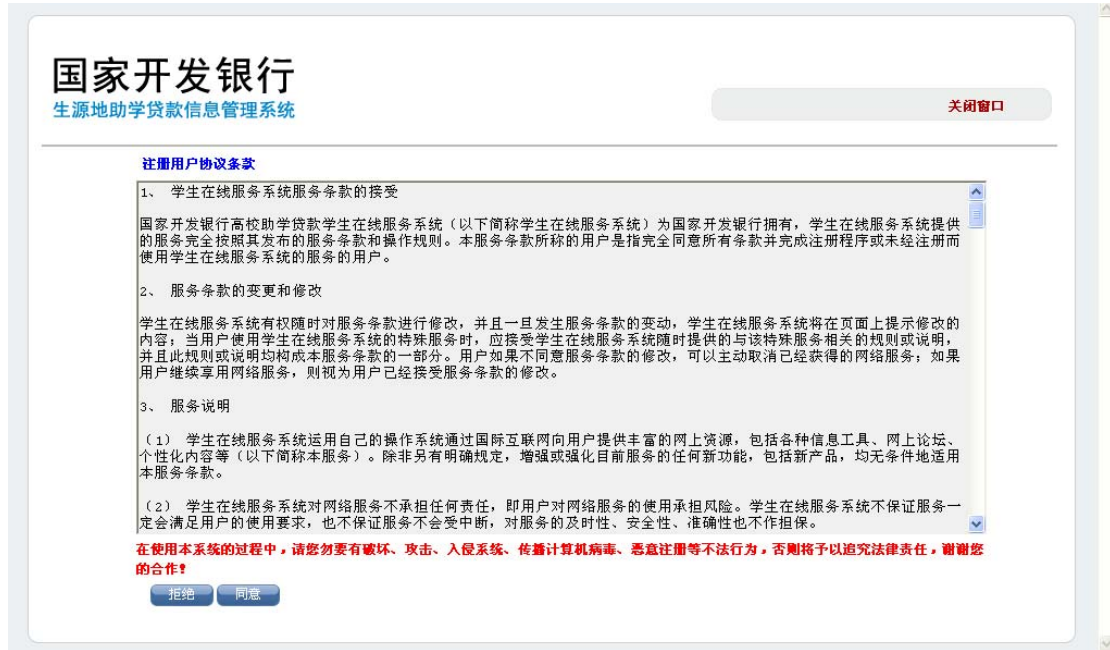 国家开发银行
生源地助学贷款信息管理系统
关闭窗口
注册用户协议条款
1、 学生在线服务系统服务条款的接受
国家开发银行高校助学贷款学生在线服务系统（以下简称学生在线服务系统）为国家开发银行拥有，学生在线服务系统提供
的服务完全按照其发布的服务条款和操作规则。本服务条款所称的用户是指完全同意所有条款并完成注册程序或未经注册而
使用学生在线服务系统的服务的用户。
2、 服务条款的变更和修改
学生在线服务系统有权随时对服务条款进行修改，并且一旦发生服务条款的变动，学生在线服务系统将在页面上提示修改的
内容；当用户使用学生在线服务系统的特殊服务时，应接受学生在线服务系统随时提供的与该特殊服务相关的规则或说明，
并且此规则或说明均构成本服务条款的一部分。用户如果不同意服务条款的修改，可以主动取消已经获得的网络服务；如果
用户继续享用网络服务，则视为用户已经接受服务条款的修改。
3、 服务说明
（1） 学生在线服务系统运用自己的操作系统通过国际互联网向用户提供丰富的网上资源，包括各种信息工具、网上论坛、
个性化内容等（以下简称本服务）。除非另有明确规定，增强或强化目前服务的任何新功能，包括新产品，均无条件地适用
本服务条款。
（2） 学生在线服务系统对网络服务不承担任何责任，即用户对网络服务的使用承担风险。学生在线服务系统不保证服务一
定会满足用户的使用要求，也不保证服务不会受中断，对服务的及时性、安全性、准确性也不作担保。
在使用本系统的过程中，请您勿要有破坏、攻击、入侵系统、传播计算机病毒、恶意注册等不法行为，否则将予以追究法律责任，谢谢您
的合作！
拒绝 同意